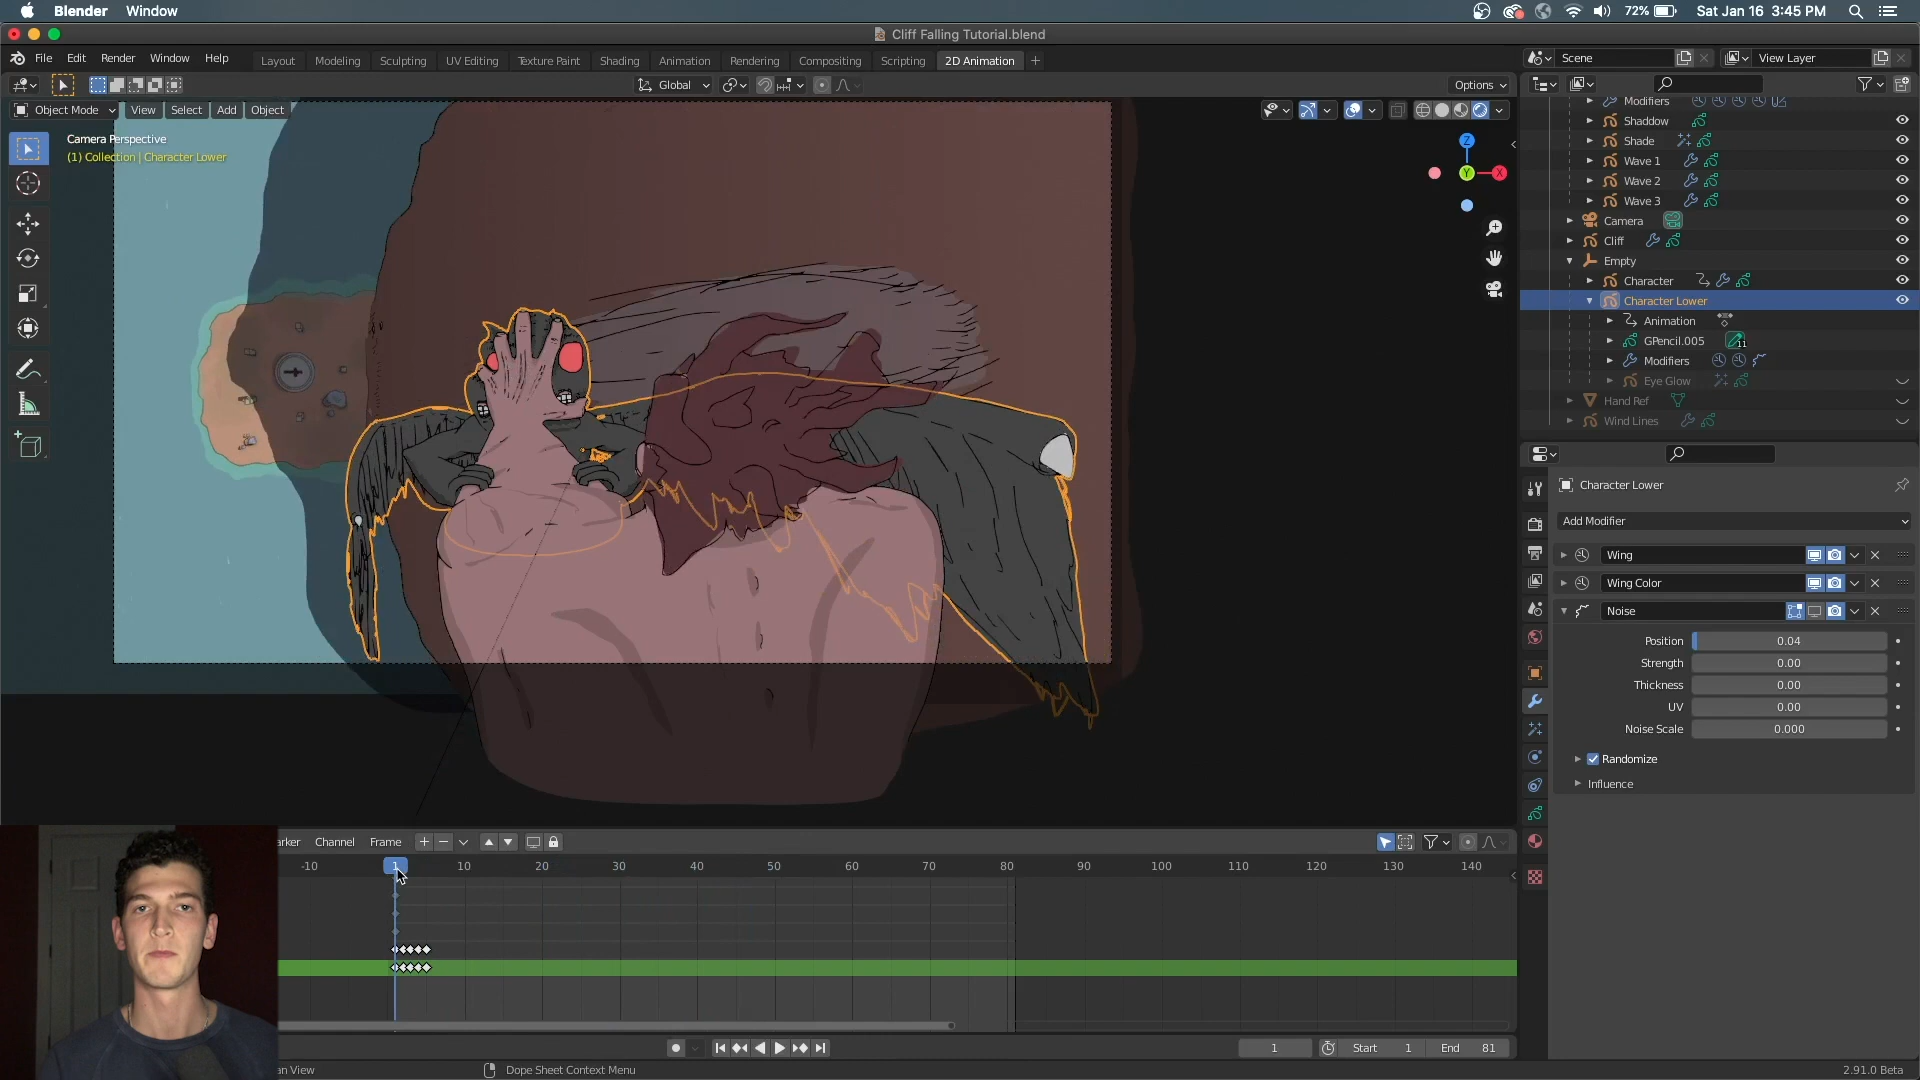 Blender Window
72% Sat Jan 16 3:45 PM
Cliff Falling Tutorial.blend
File Edit Render Window Help
Layout Modeling Sculpting UV Editing Texture Paint Shading Animation Rendering Compositing Scripting 2D Animation +
Scene View Layer
Global Options
Object Mode View Select Add Object
Camera Perspective
(1) Collection | Character Lower
Z
Y X
Modifiers
Shaddow
Shade
Wave 1
Wave 2
Wave 3
Camera
Cliff
Empty
Character
Character Lower
Animation
GPencil.005 11
Modifiers
Eye Glow
Hand Ref
Wind Lines
Character Lower
Add Modifier
Wing
Wing Color
Noise
Position 0.04
Strength 0.00
Thickness 0.00
UV 0.00
Noise Scale 0.000
Randomize
Influence
arker Channel Frame
-10 1 10 20 30 40 50 60 70 80 90 100 110 120 130 140
1 Start 1 End 81
an View Dope Sheet Context Menu 2.91.0 Beta